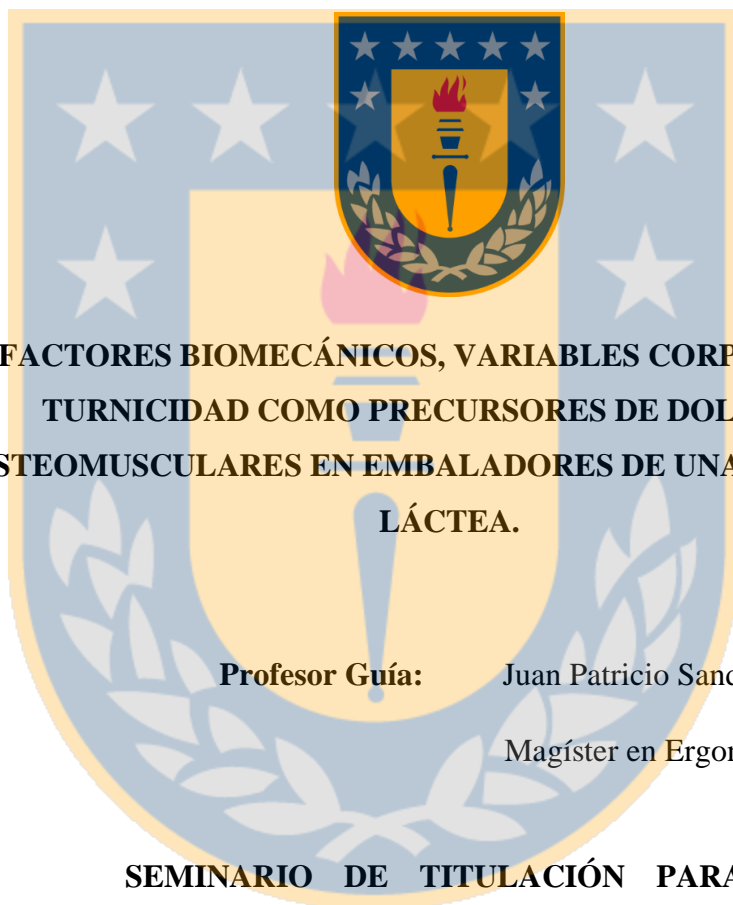 FACTORES BIOMECÁNICOS, VARIABLES CORP
TURNICIDAD COMO PRECURSORES DE DOL
STEOMUSCULARES EN EMBALADORES DE UNA
LÁCTEA.
Profesor Guía: Juan Patricio Sand
Magíster en Ergon
SEMINARIO DE TITULACIÓN PARA